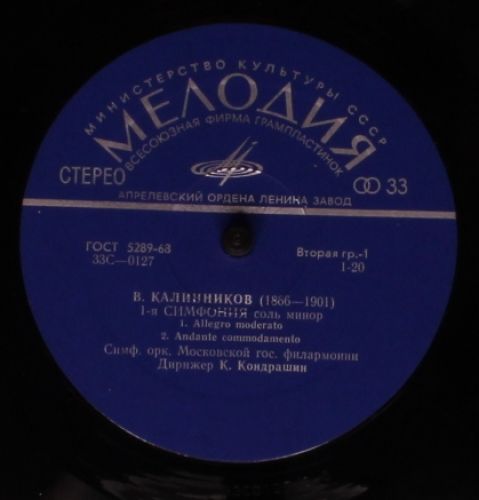 МИНИСТЕРСТВО КУЛЬТУРЫ СССР
МЕЛОДИЯ
ВСЕСОЮЗНАЯ ФИРМА ГРАМПЛАСТИНОК
СТЕРЕО 33
АПРЕЛЕВСКИЙ ОРДЕНА ЛЕНИНА ЗАВОД
ГОСТ 5289-68 Вторая гр.-1
33С—0127 1-20
В. КАЛИННИКОВ (1866—1901)
1-я СИМФОНИЯ соль минор
1. Allegro moderato
2. Andante commodamento
Симф. орк. Московской гос. филармонии
Дирижер К. Кондрашин